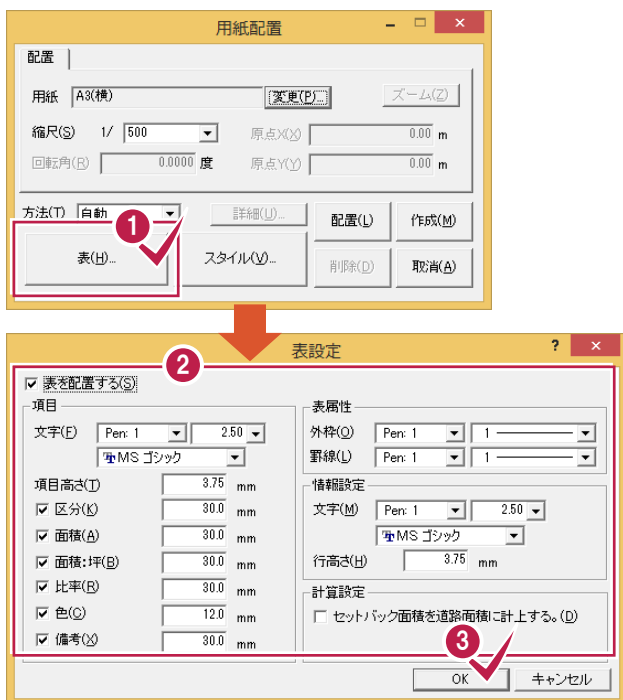 用紙配置
配置
用紙 A3(横) 変更(P)... ズーム(Z)
縮尺(S) 1/ 500 原点X(X) 0.00 m
回転角(R) 0.0000 度 原点Y(Y) 0.00 m
方法(T) 自動 詳細(U)... 配置(L) 作成(M)
1
表(H)... スタイル(V)... 削除(D) 取消(A)
表設定 ?
2
表を配置する(S)
項目
文字(F) Pen: 1 2.50
MS ゴシック
項目高さ(T) 3.75 mm
区分(K) 30.0 mm
面積(A) 30.0 mm
面積:坪(B) 30.0 mm
比率(R) 30.0 mm
色(C) 12.0 mm
備考(X) 30.0 mm
表属性
外枠(O) Pen: 1 1
罫線(L) Pen: 1 1
情報設定
文字(M) Pen: 1 2.50
MS ゴシック
行高さ(H) 3.75 mm
計算設定
セットバック面積を道路面積に計上する。(D)
3
OK キャンセル